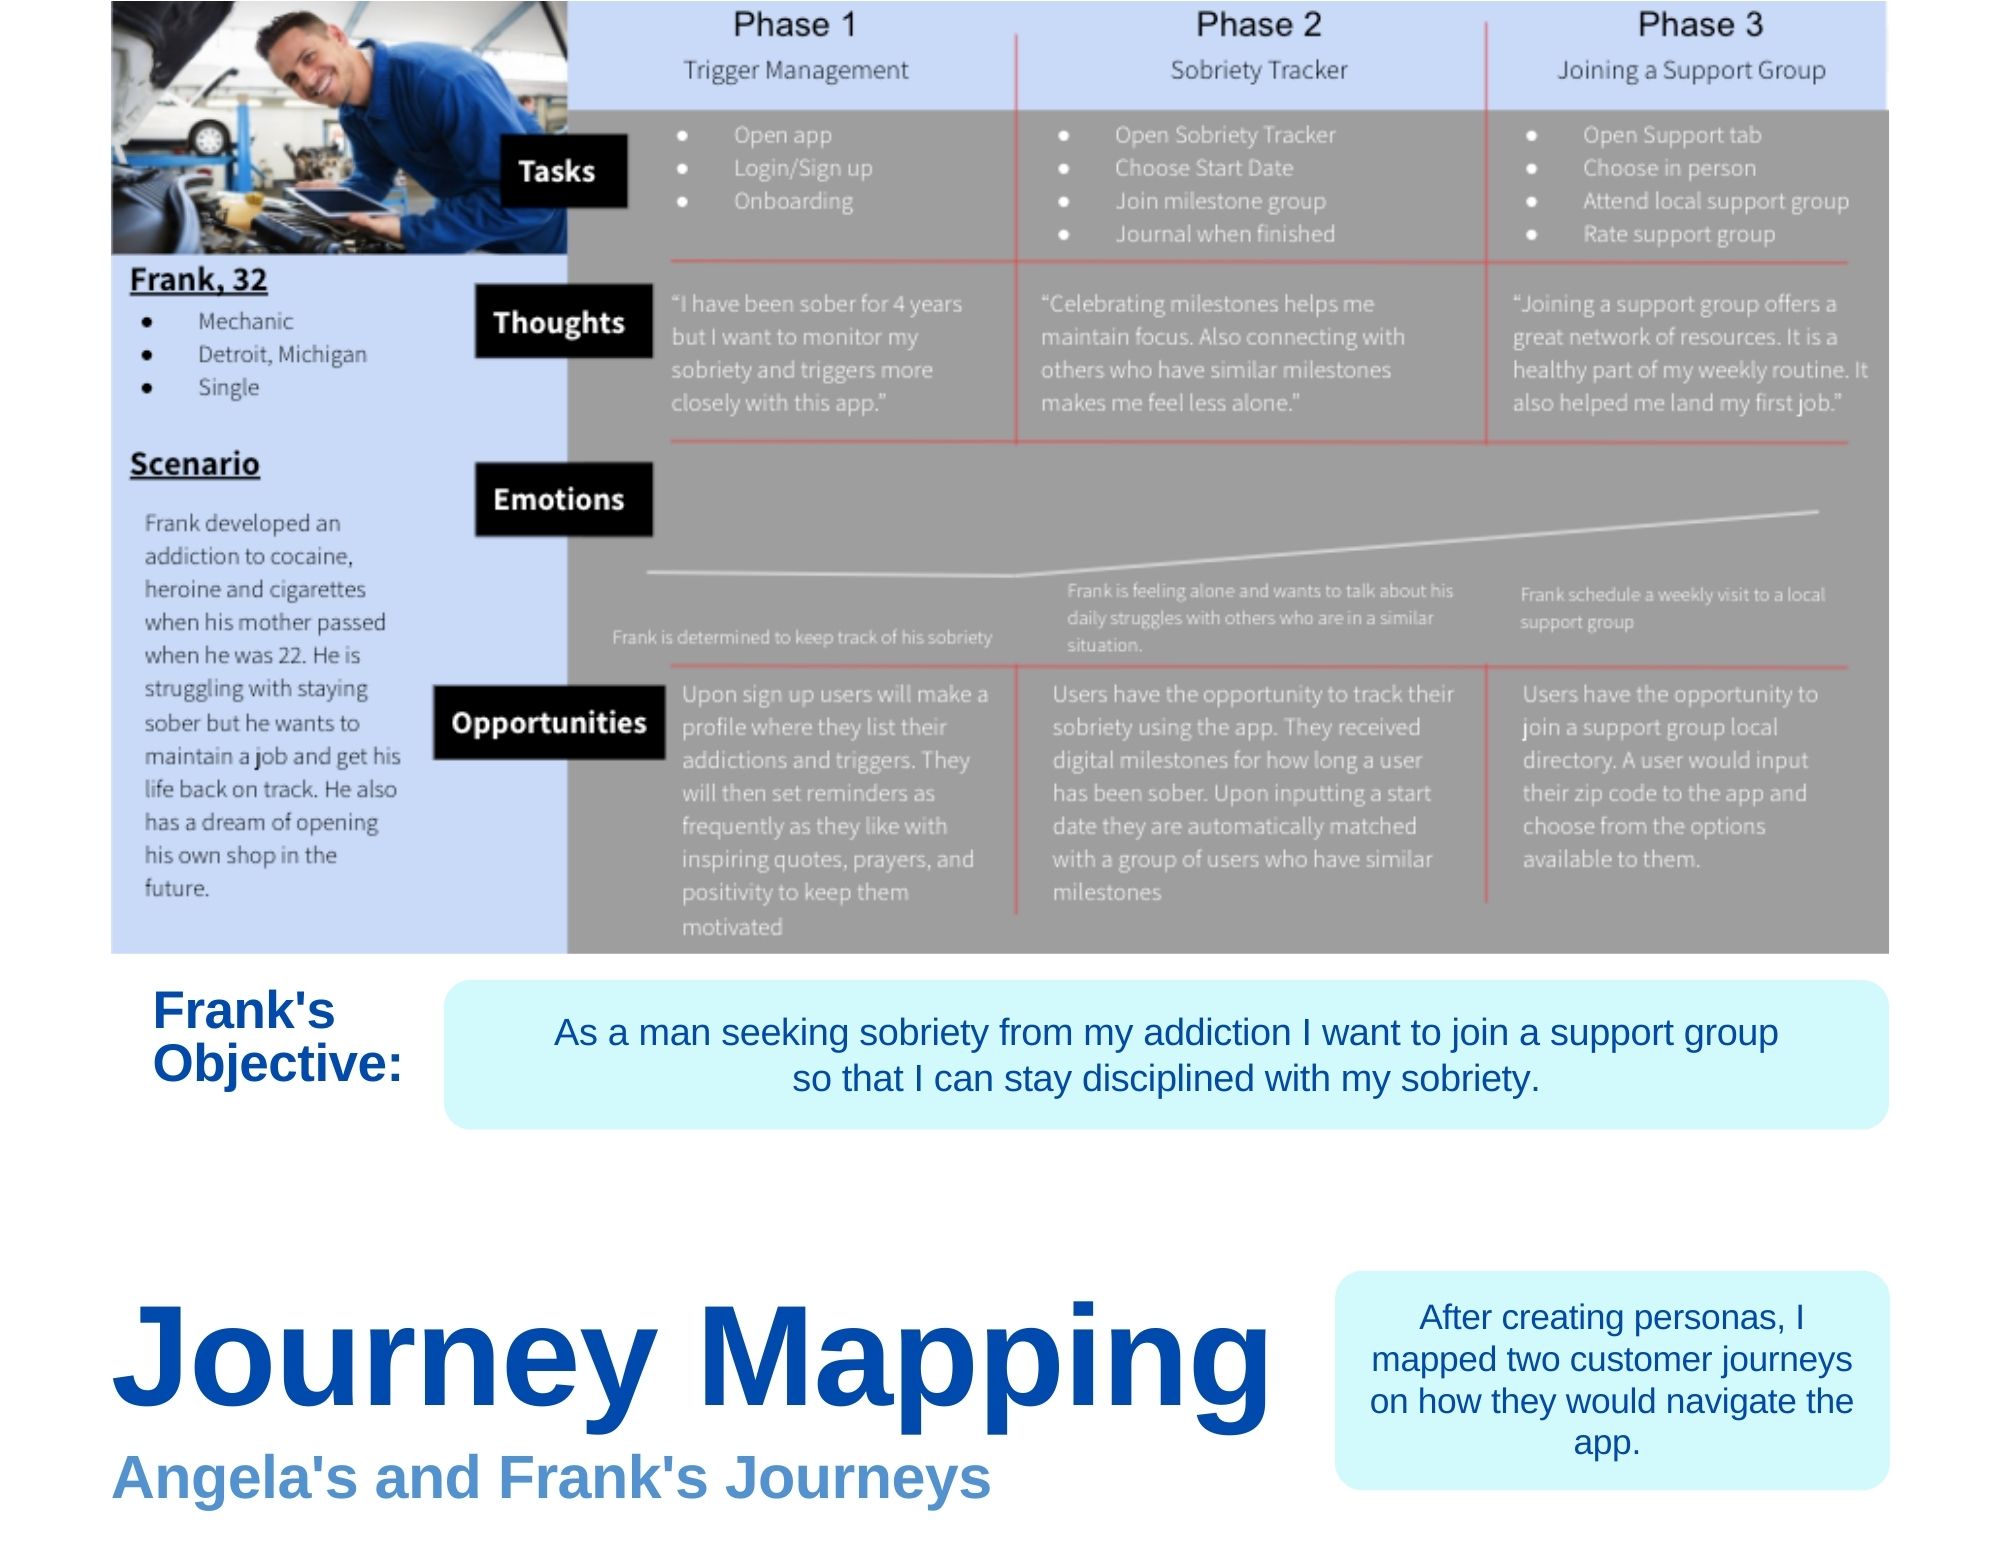 Phase 1
Trigger Management
Phase 2
Sobriety Tracker
Phase 3
Joining a Support Group
Tasks
● Open app
● Login/Sign up
● Onboarding
● Open Sobriety Tracker
● Choose Start Date
● Join milestone group
● Journal when finished
● Open Support tab
● Choose in person
● Attend local support group
● Rate support group
Frank, 32
● Mechanic
● Detroit, Michigan
● Single
Scenario
Frank developed an
addiction to cocaine,
heroine and cigarettes
when his mother passed
when he was 22. He is
struggling with staying
sober but he wants to
maintain a job and get his
life back on track. He also
has a dream of opening
his own shop in the
future.
Thoughts
“I have been sober for 4 years
but I want to monitor my
sobriety and triggers more
closely with this app.”
“Celebrating milestones helps me
maintain focus. Also connecting with
others who have similar milestones
makes me feel less alone.”
“Joining a support group offers a
great network of resources. It is a
healthy part of my weekly routine. It
also helped me land my first job.”
Emotions
Frank is determined to keep track of his sobriety
Frank is feeling alone and wants to talk about his
daily struggles with others who are in a similar
situation.
Frank schedule a weekly visit to a local
support group
Opportunities
Upon sign up users will make a
profile where they list their
addictions and triggers. They
will then set reminders as
frequently as they like with
inspiring quotes, prayers, and
positivity to keep them
motivated
Users have the opportunity to track their
sobriety using the app. They received
digital milestones for how long a user
has been sober. Upon inputting a start
date they are automatically matched
with a group of users who have similar
milestones
Users have the opportunity to
join a support group local
directory. A user would input
their zip code to the app and
choose from the options
available to them.
Frank's
Objective:
As a man seeking sobriety from my addiction I want to join a support group
so that I can stay disciplined with my sobriety.
Journey Mapping
Angela's and Frank's Journeys
After creating personas, I
mapped two customer journeys
on how they would navigate the
app.